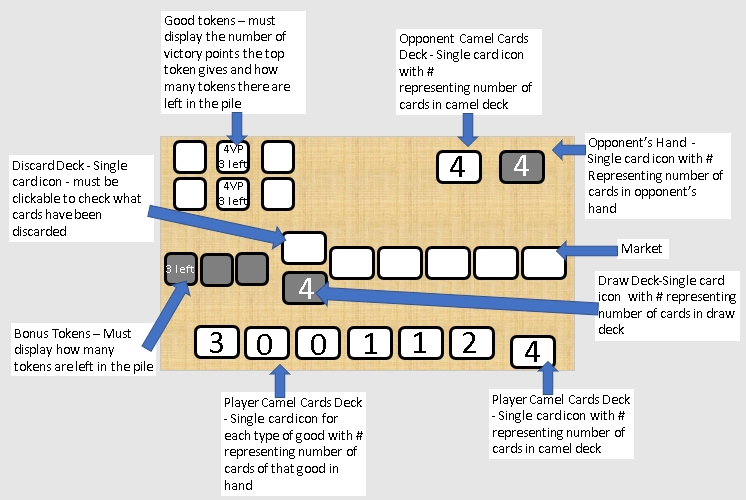 Good tokens – must
display the number of
victory points the top
token gives and how
many tokens there are
left in the pile
Opponent Camel Cards
Deck - Single card icon
with #
representing number of
cards in camel deck
Opponent's Hand -
Single card icon with #
Representing number of
cards in opponent's
hand
Discard Deck - Single
card icon - must be
clickable to check what
cards have been
discarded
4VP
3 left
4VP
3 left
4
4
Market
3 left
4
Draw Deck-Single card
icon with # representing
number of cards in draw
deck
Bonus Tokens – Must
display how many
tokens are left in the pile
3
0
0
1
1
2
4
Player Camel Cards Deck
- Single card icon for
each type of good with #
representing number of
cards of that good in
hand
Player Camel Cards Deck
- Single card icon with #
representing number of
cards in camel deck